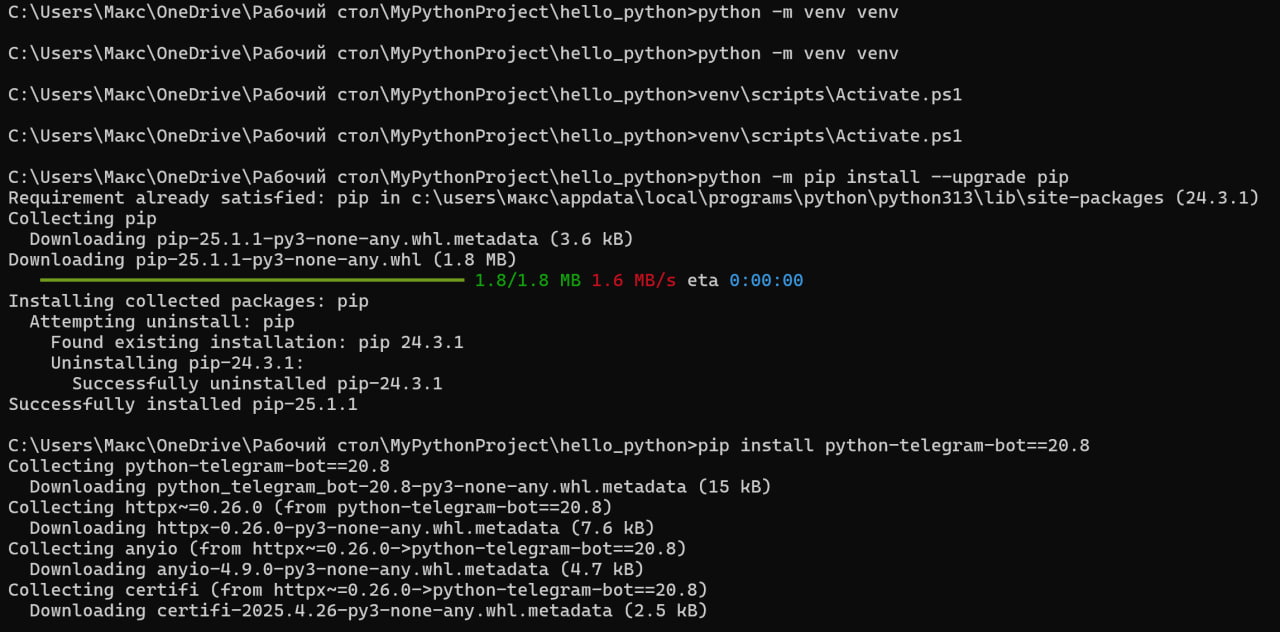 C:\Users\Макс\OneDrive\Рабочий стол\MyPythonProject\hello_python>python -m venv venv
C:\Users\Макс\OneDrive\Рабочий стол\MyPythonProject\hello_python>python -m venv venv
C:\Users\Макс\OneDrive\Рабочий стол\MyPythonProject\hello_python>venv\scripts\Activate.ps1
C:\Users\Макс\OneDrive\Рабочий стол\MyPythonProject\hello_python>venv\scripts\Activate.ps1
C:\Users\Макс\OneDrive\Рабочий стол\MyPythonProject\hello_python>python -m pip install --upgrade pip
Requirement already satisfied: pip in c:\users\макс\appdata\local\programs\python\python313\lib\site-packages (24.3.1)
Collecting pip
  Downloading pip-25.1.1-py3-none-any.whl.metadata (3.6 kB)
Downloading pip-25.1.1-py3-none-any.whl (1.8 MB)
1.8/1.8 MB 1.6 MB/s eta 0:00:00
Installing collected packages: pip
  Attempting uninstall: pip
    Found existing installation: pip 24.3.1
    Uninstalling pip-24.3.1:
      Successfully uninstalled pip-24.3.1
Successfully installed pip-25.1.1
C:\Users\Макс\OneDrive\Рабочий стол\MyPythonProject\hello_python>pip install python-telegram-bot==20.8
Collecting python-telegram-bot==20.8
  Downloading python_telegram_bot-20.8-py3-none-any.whl.metadata (15 kB)
Collecting httpx~=0.26.0 (from python-telegram-bot==20.8)
  Downloading httpx-0.26.0-py3-none-any.whl.metadata (7.6 kB)
Collecting anyio (from httpx~=0.26.0->python-telegram-bot==20.8)
  Downloading anyio-4.9.0-py3-none-any.whl.metadata (4.7 kB)
Collecting certifi (from httpx~=0.26.0->python-telegram-bot==20.8)
  Downloading certifi-2025.4.26-py3-none-any.whl.metadata (2.5 kB)